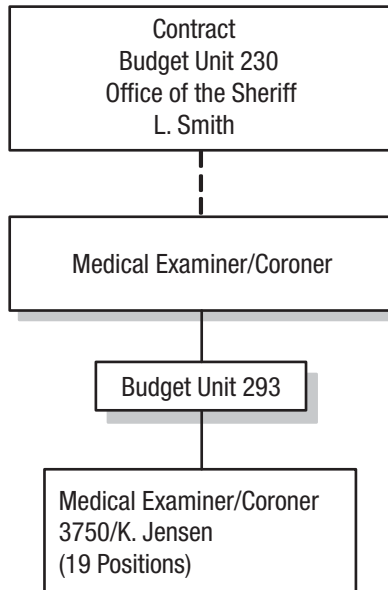 Contract
Budget Unit 230
Office of the Sheriff
L. Smith
Medical Examiner/Coroner
Budget Unit 293
Medical Examiner/Coroner
3750/K. Jensen
(19 Positions)